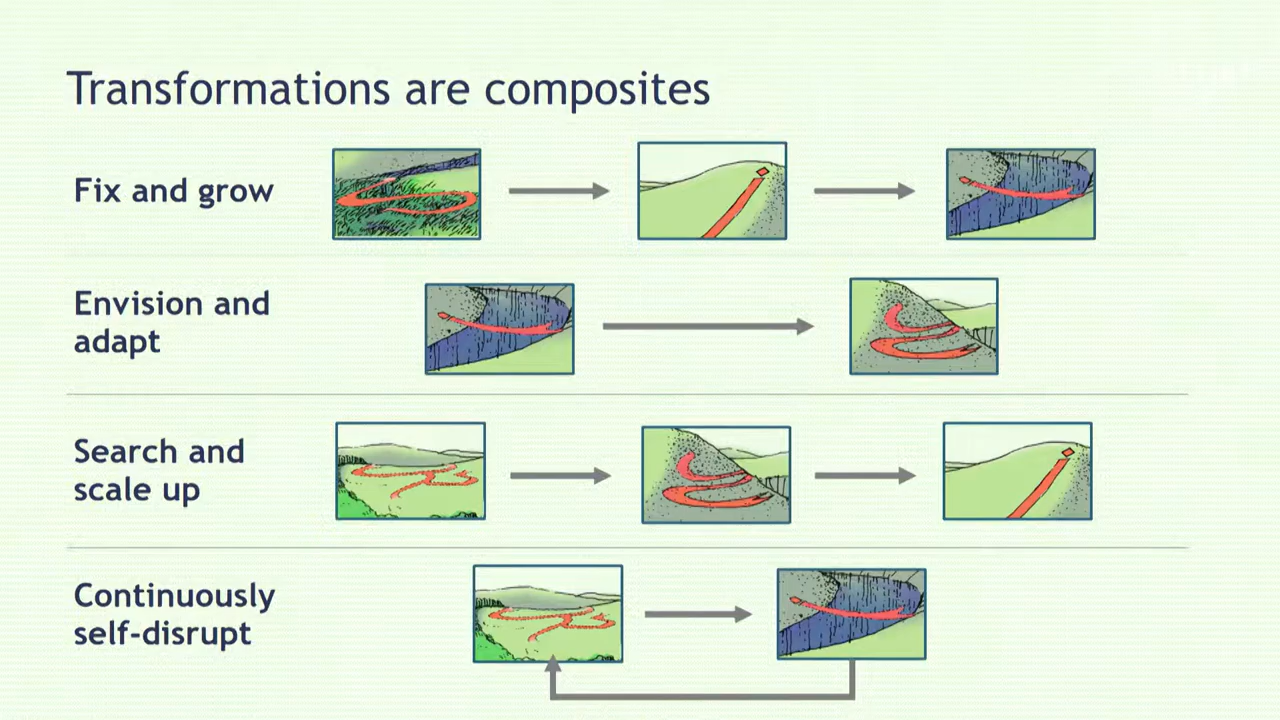 Transformations are composites
Fix and grow
Envision and
adapt
Search and
scale up
Continuously
self-disrupt